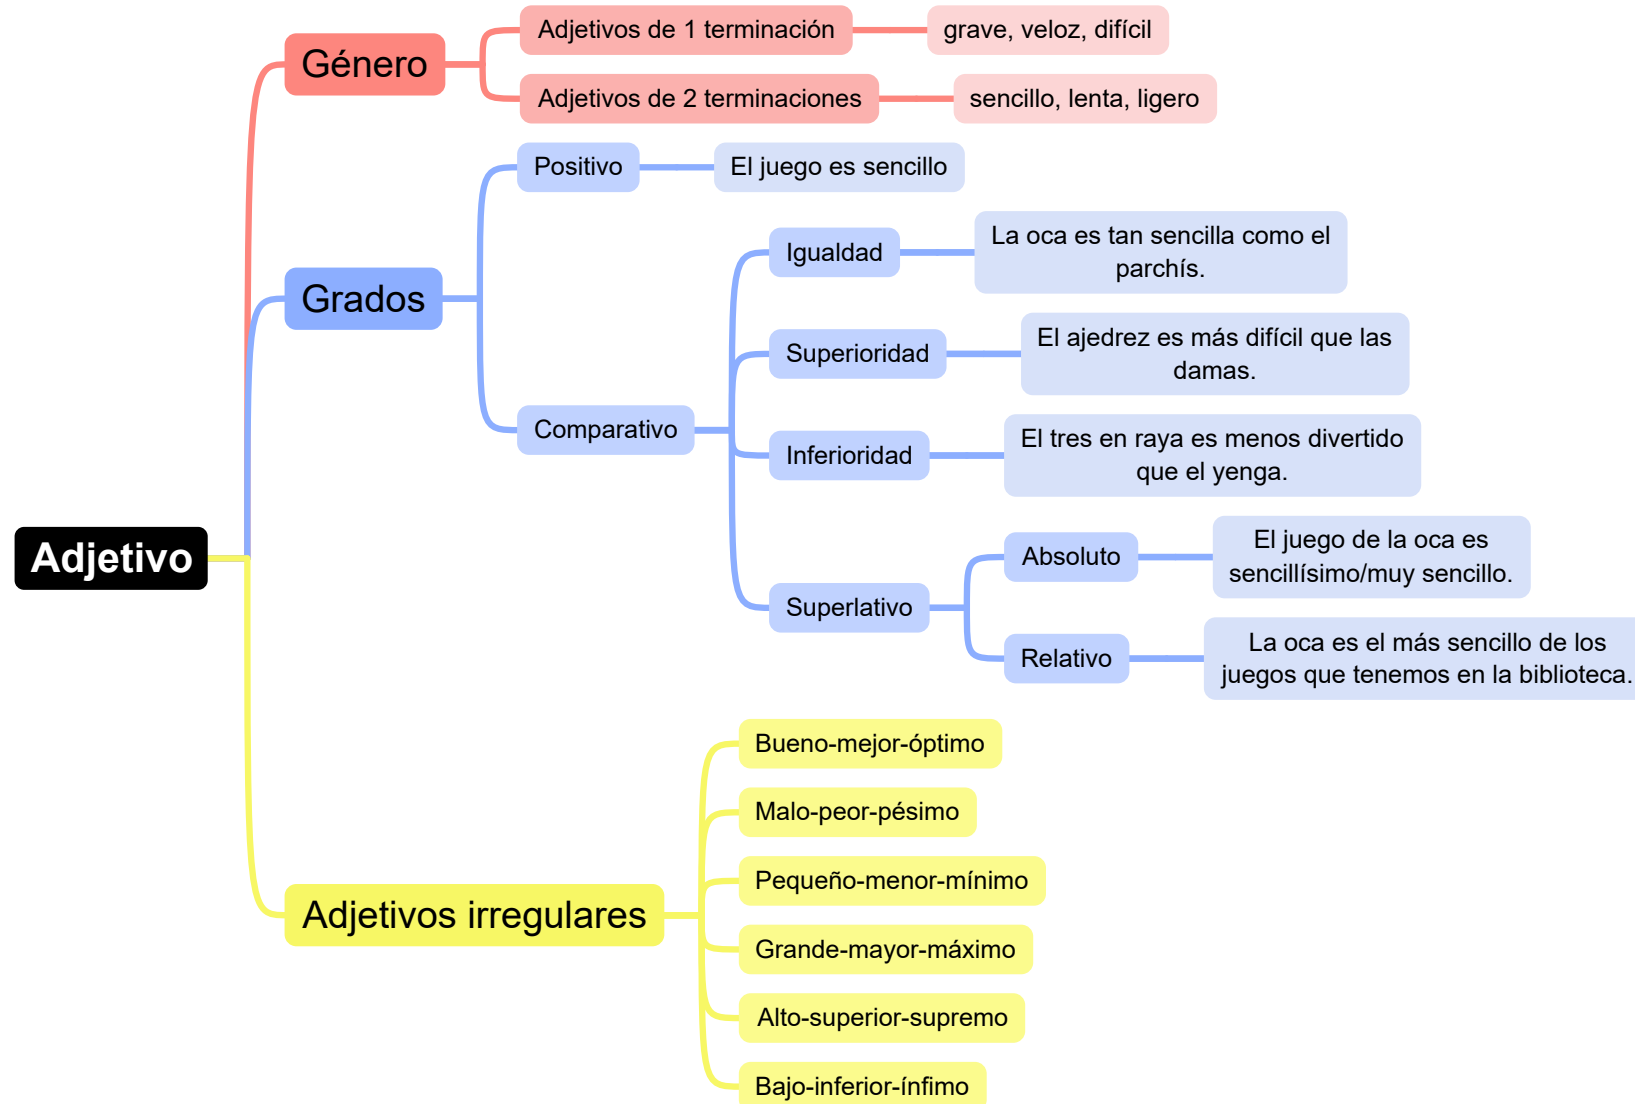 Adjetivo
Género
Adjetivos de 1 terminación
grave, veloz, difícil
Adjetivos de 2 terminaciones
sencillo, lenta, ligero
Grados
Positivo
El juego es sencillo
Comparativo
Igualdad
La oca es tan sencilla como el
parchís.
Superioridad
El ajedrez es más difícil que las
damas.
Inferioridad
El tres en raya es menos divertido
que el yenga.
Superlativo
Absoluto
El juego de la oca es
sencillísimo/muy sencillo.
Relativo
La oca es el más sencillo de los
juegos que tenemos en la biblioteca.
Adjetivos irregulares
Bueno-mejor-óptimo
Malo-peor-pésimo
Pequeño-menor-mínimo
Grande-mayor-máximo
Alto-superior-supremo
Bajo-inferior-ínfimo